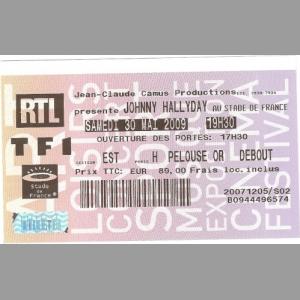 Jean-Claude Camus Productions
présente JOHNNY HALLYDAY AU STADE DE FRANCE
SAMEDI 30 MAI 2009 19H30
OUVERTURE DES PORTES: 17H30
RTL
TF1
EST H PELOUSE OR DEBOUT
Prix TTC: EUR 89,00 Frais loc.inclus
Stade de France
20071205/S02
B0944496574